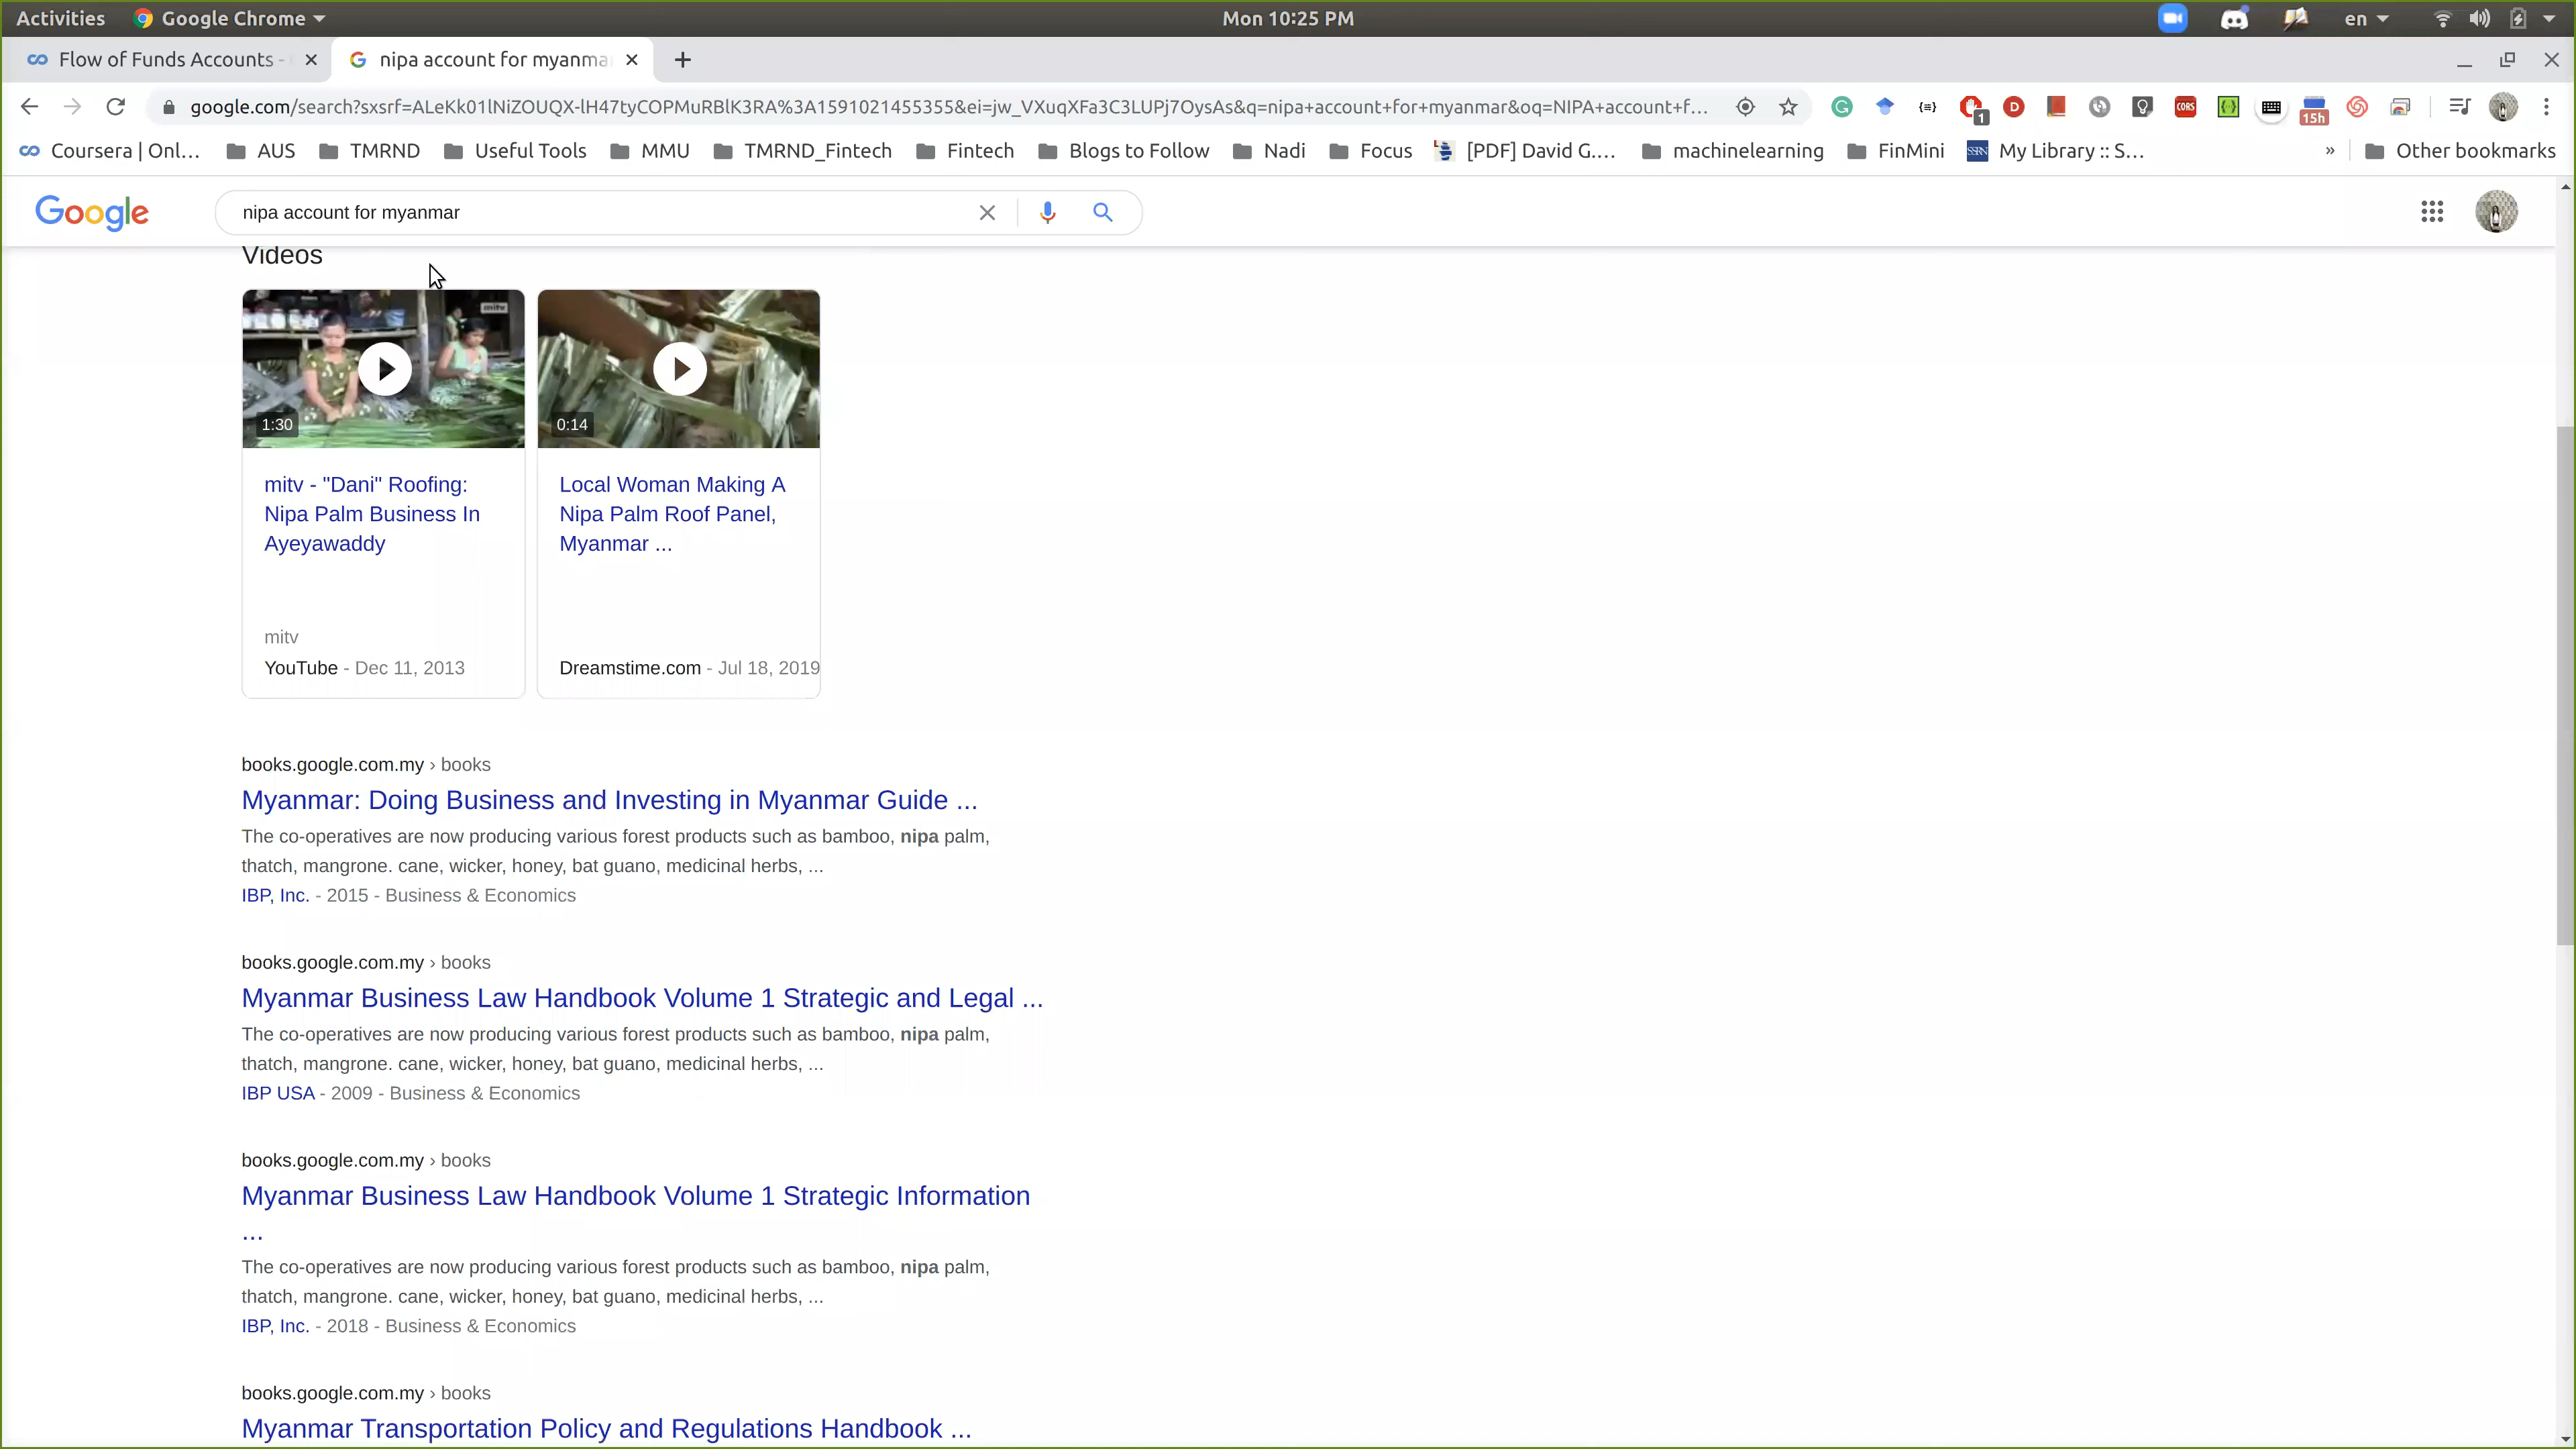 Activities Google Chrome Mon 10:25 PM en
Flow of Funds Accounts - nipa account for myanma
google.com/search?sxsrf=ALeKk01lNiZOUQX-lH47tyCOPMuRBlK3RA%3A1591021455355&ei=jw_VXuqXFa3C3LUPj7OysAs&q=nipa+account+for+myanmar&oq=NIPA+account+f... 1 D CORS 15h
Coursera | Onl... AUS TMRND Useful Tools MMU TMRND_Fintech Fintech Blogs to Follow Nadi Focus [PDF] David G.... machinelearning FinMini SSRN My Library :: S... » Other bookmarks
Google nipa account for myanmar
Videos
mitv
1:30 0:14
mitv - "Dani" Roofing:
Nipa Palm Business In
Ayeyawaddy
mitv
YouTube - Dec 11, 2013
Local Woman Making A
Nipa Palm Roof Panel,
Myanmar ...
Dreamstime.com - Jul 18, 2019
books.google.com.my › books
Myanmar: Doing Business and Investing in Myanmar Guide ...
The co-operatives are now producing various forest products such as bamboo, nipa palm,
thatch, mangrone. cane, wicker, honey, bat guano, medicinal herbs, ...
IBP, Inc. - 2015 - Business & Economics
books.google.com.my › books
Myanmar Business Law Handbook Volume 1 Strategic and Legal ...
The co-operatives are now producing various forest products such as bamboo, nipa palm,
thatch, mangrone. cane, wicker, honey, bat guano, medicinal herbs, ...
IBP USA - 2009 - Business & Economics
books.google.com.my › books
Myanmar Business Law Handbook Volume 1 Strategic Information
...
The co-operatives are now producing various forest products such as bamboo, nipa palm,
thatch, mangrone. cane, wicker, honey, bat guano, medicinal herbs, ...
IBP, Inc. - 2018 - Business & Economics
books.google.com.my › books
Myanmar Transportation Policy and Regulations Handbook ...